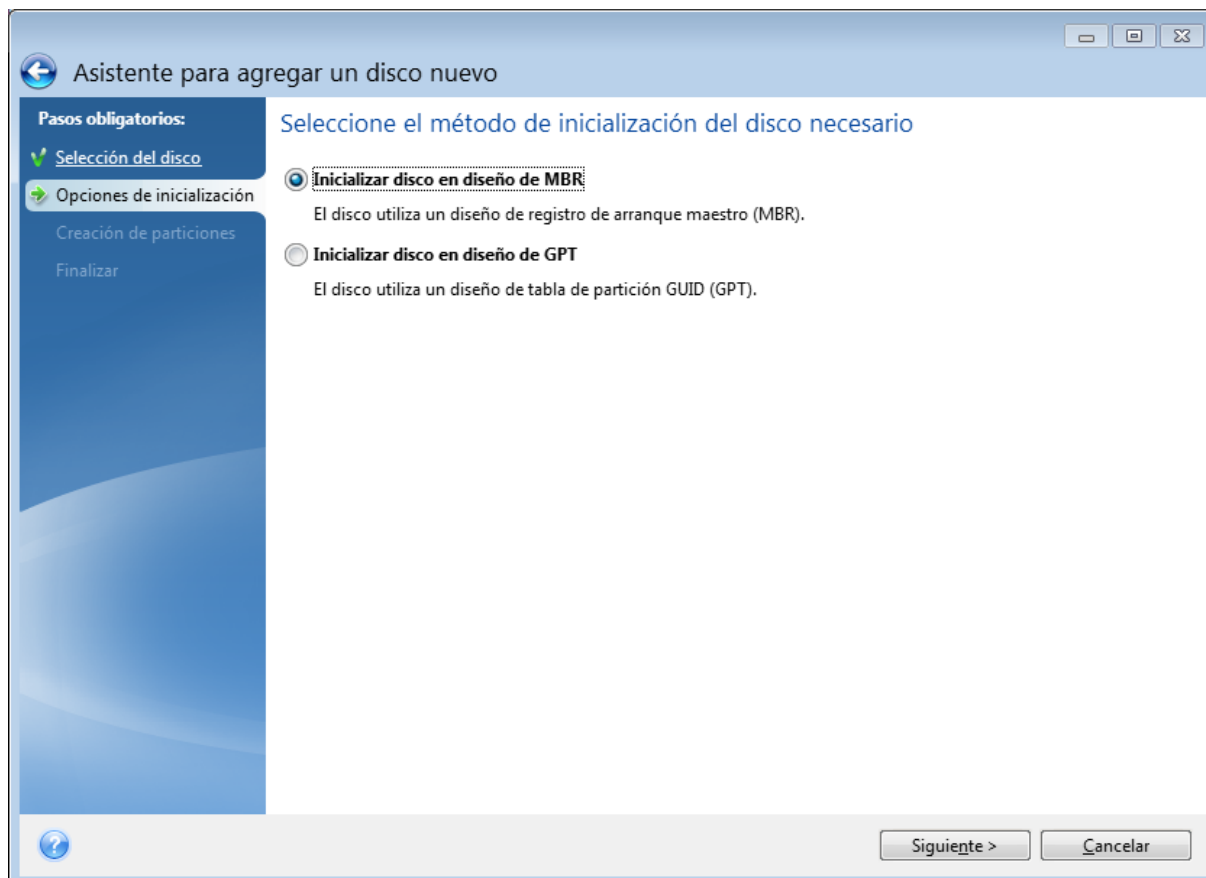 Asistente para agregar un disco nuevo
Pasos obligatorios:
Selección del disco
Opciones de inicialización
Creación de particiones
Finalizar
Seleccione el método de inicialización del disco necesario
Inicializar disco en diseño de MBR
El disco utiliza un diseño de registro de arranque maestro (MBR).
Inicializar disco en diseño de GPT
El disco utiliza un diseño de tabla de partición GUID (GPT).
Siguiente >
Cancelar